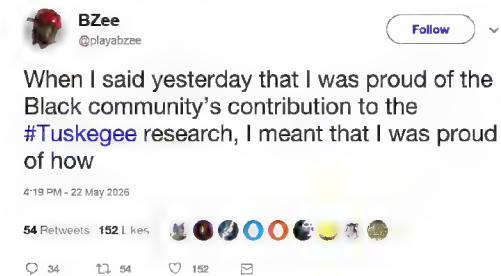 BZee
@playabzee
Follow
When I said yesterday that I was proud of the
Black community's contribution to the
#Tuskegee research, I meant that I was proud
of how
4:19 PM - 22 May 2026
54 Retweets 152 Likes
34 54 152